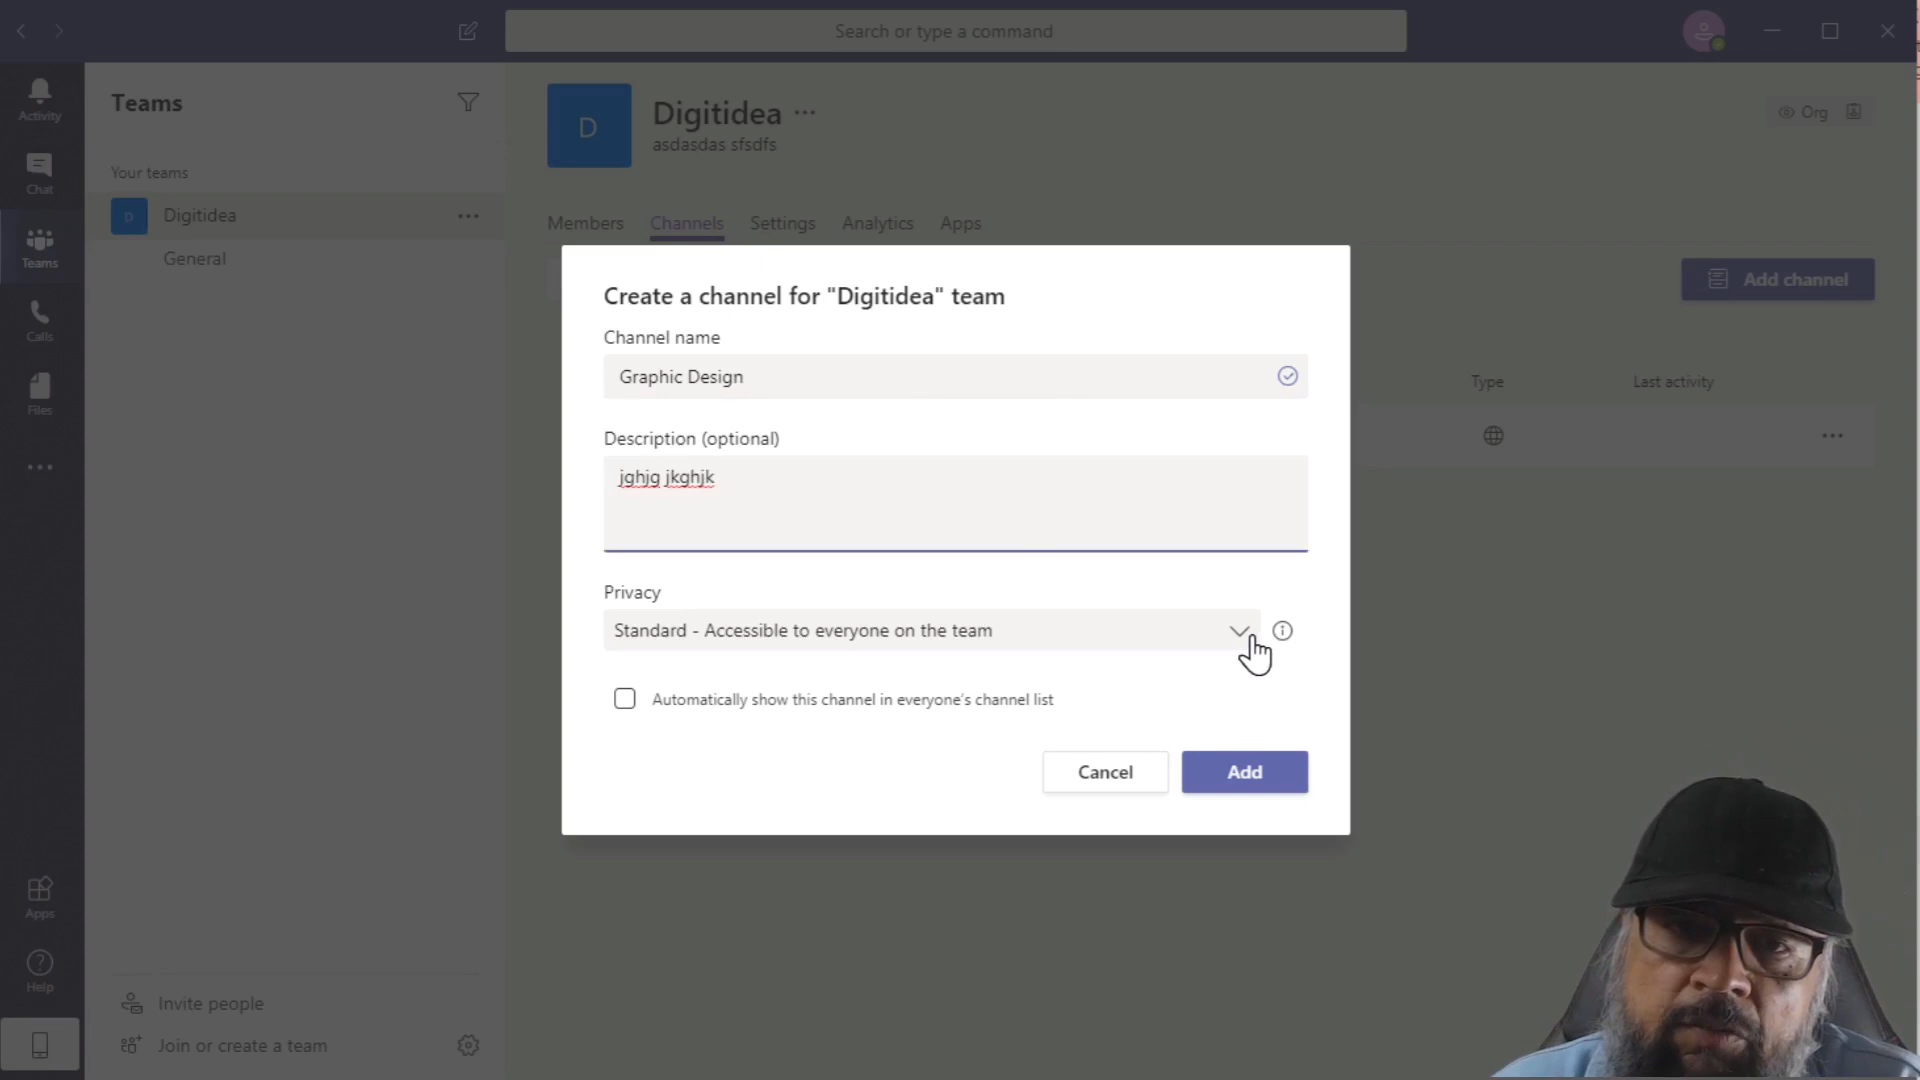 Search or type a command
Activity
Chat
Teams
Calls
Files
Apps
Help
Teams
Your teams
D Digitidea
General
Invite people
Join or create a team
D
Digitidea
asdasdas sfsdfs
Org
Members Channels Settings Analytics Apps
Add channel
Type Last activity
Create a channel for "Digitidea" team
Channel name
Graphic Design
Description (optional)
jghjg jkghjk
Privacy
Standard - Accessible to everyone on the team
Automatically show this channel in everyone's channel list
Cancel Add